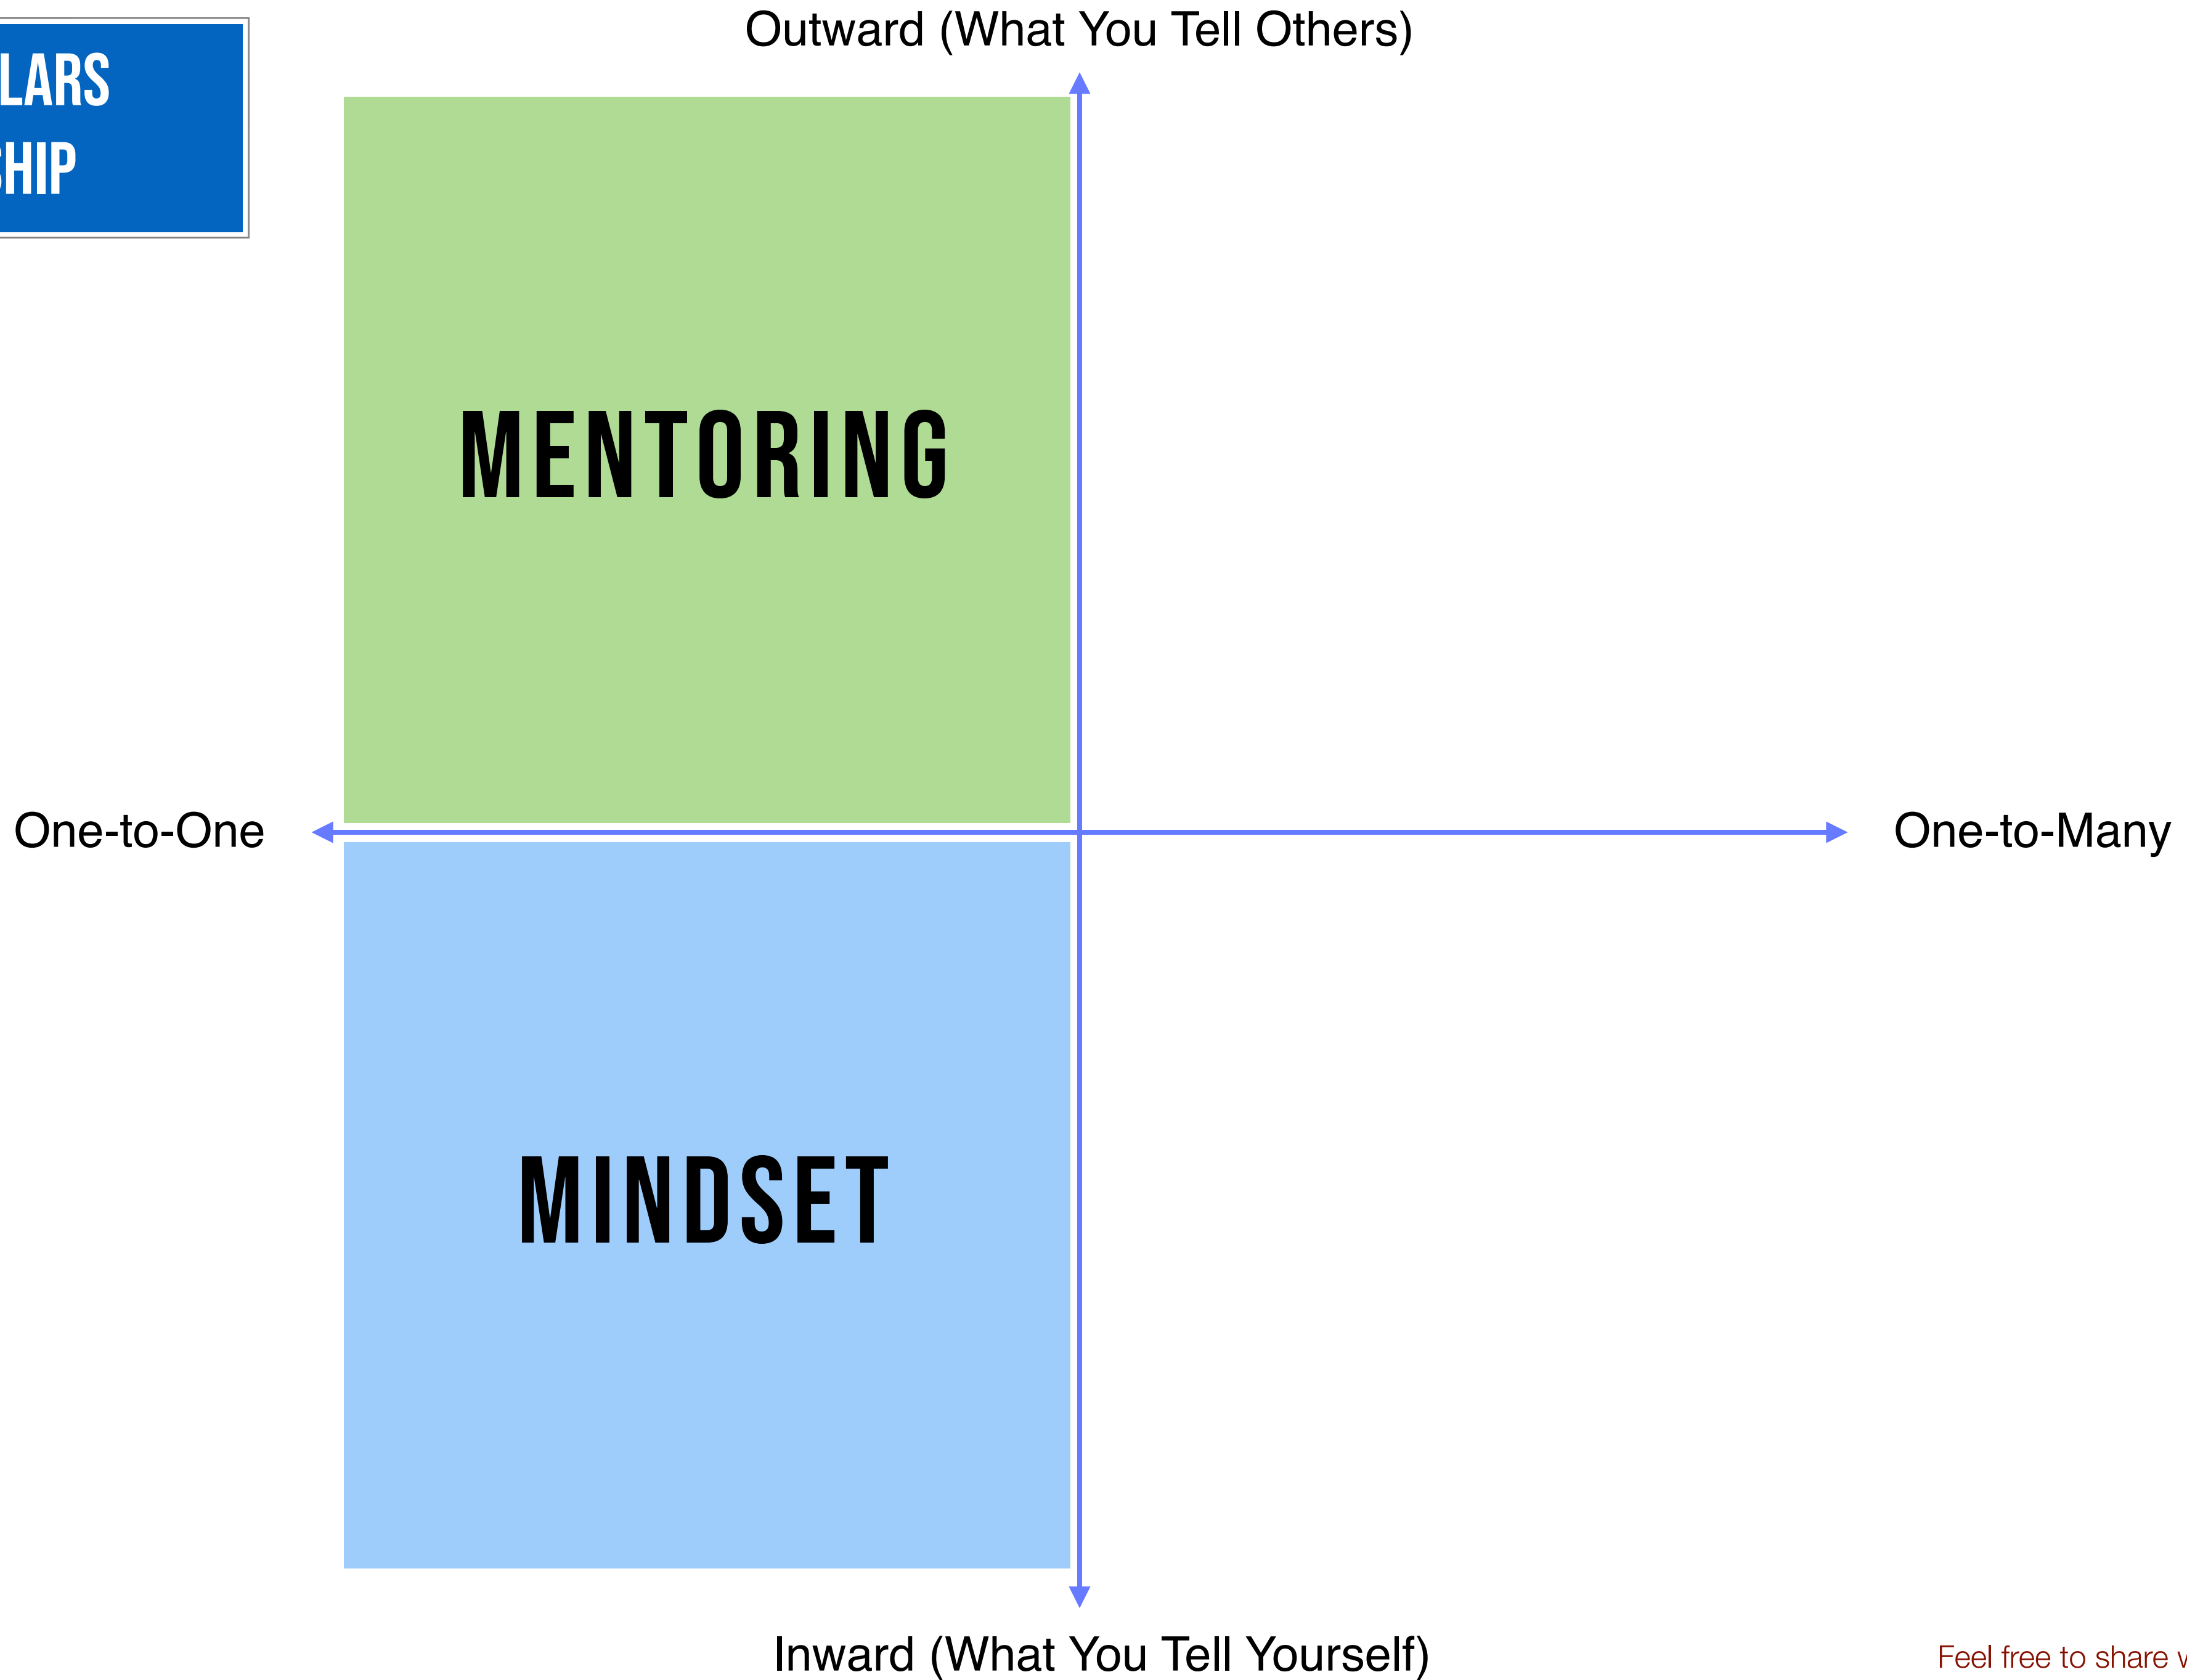 Outward (What You Tell Others)
LARS
HIP
MENTORING
One-to-One
One-to-Many
MINDSET
Inward (What You Tell Yourself)
Feel free to share